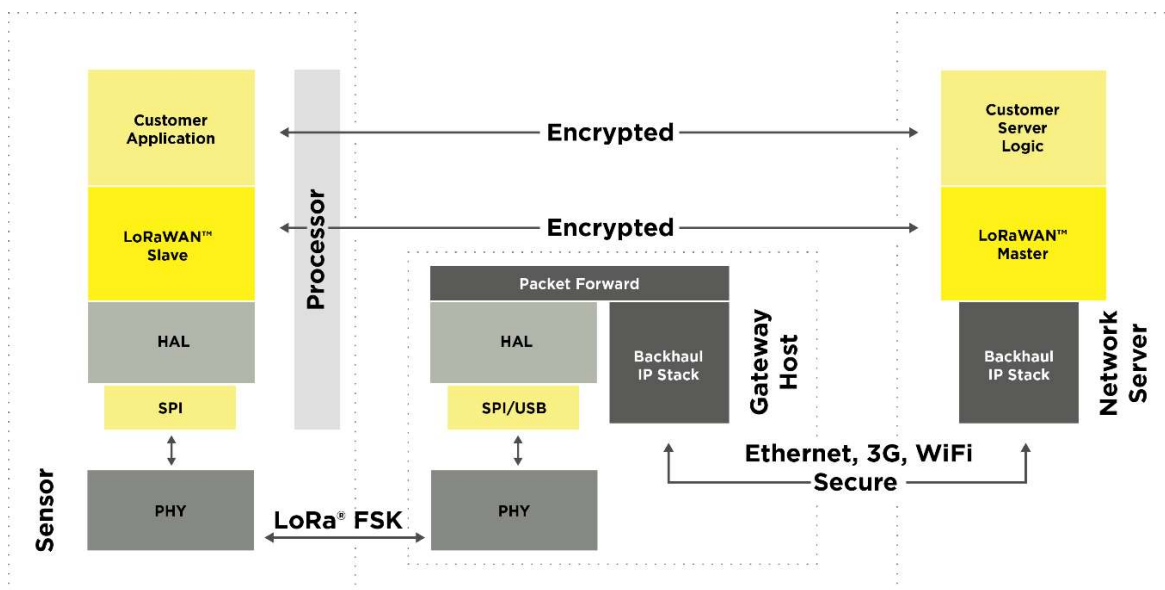 Customer
Application
LoRaWAN™
Slave
HAL
SPI
PHY
Sensor
Processor
Encrypted
Encrypted
Packet Forward
HAL
SPI/USB
PHY
Backhaul
IP Stack
Gateway
Host
LoRa® FSK
Ethernet, 3G, WiFi
Secure
Customer
Server
Logic
LoRaWAN™
Master
Backhaul
IP Stack
Network
Server